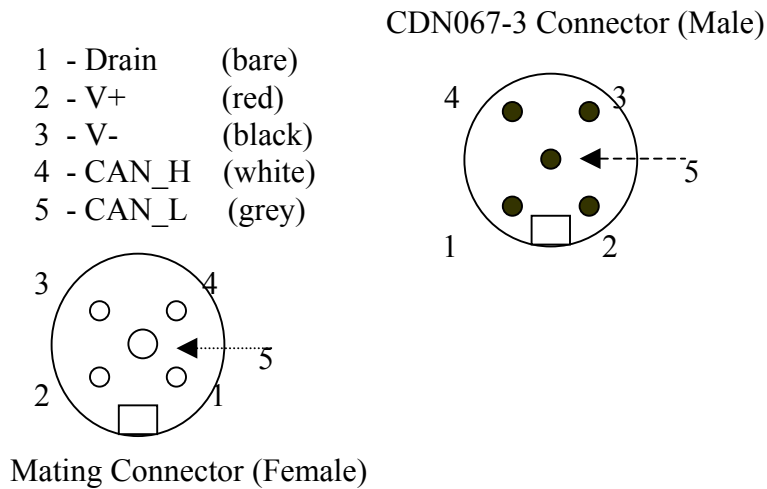 CDN067-3 Connector (Male)
1 - Drain (bare)
2 - V+ (red)
3 - V- (black)
4 - CAN_H (white)
5 - CAN_L (grey)
4 3
5
1 2
3 4
5
2 1
Mating Connector (Female)